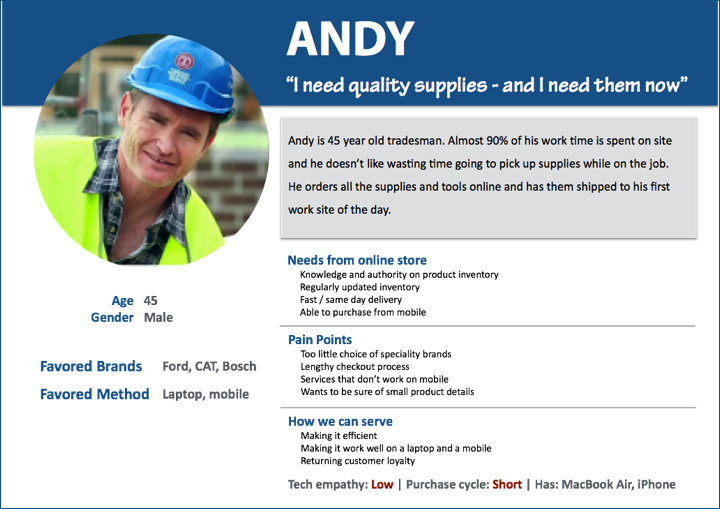 ANDY
“I need quality supplies - and I need them now”
Andy is 45 year old tradesman. Almost 90% of his work time is spent on site
and he doesn’t like wasting time going to pick up supplies while on the job.
He orders all the supplies and tools online and has them shipped to his first
work site of the day.
Age 45
Gender Male
Favored Brands Ford, CAT, Bosch
Favored Method Laptop, mobile
Needs from online store
Knowledge and authority on product inventory
Regularly updated inventory
Fast / same day delivery
Able to purchase from mobile
Pain Points
Too little choice of speciality brands
Lengthy checkout process
Services that don’t work on mobile
Wants to be sure of small product details
How we can serve
Making it efficient
Making it work well on a laptop and a mobile
Returning customer loyalty
Tech empathy: Low | Purchase cycle: Short | Has: MacBook Air, iPhone